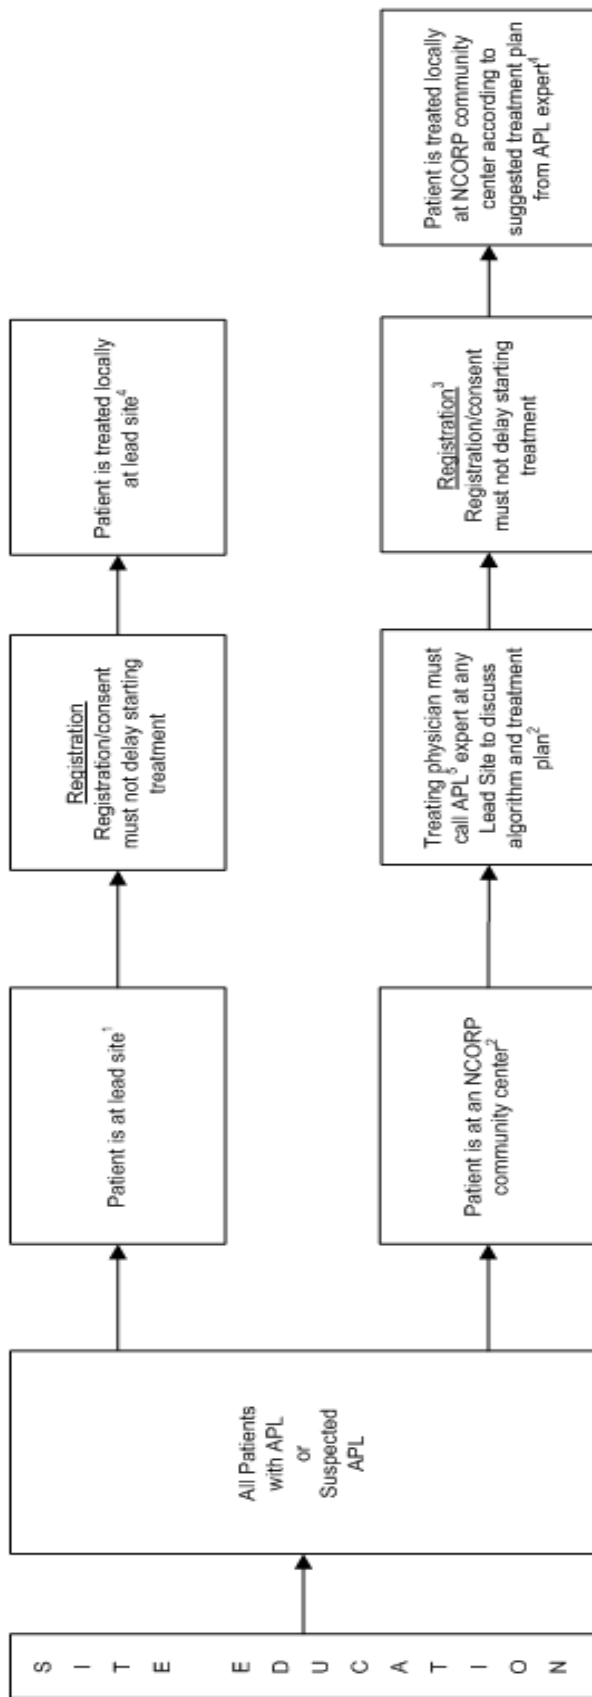 S I T E E D U C A T I O N
All Patients
with APL
or
Suspected
APL
Patient is at lead site¹
Registration
Registration/consent
must not delay starting
treatment
Patient is treated locally
at lead site⁴
Patient is at an NCORP
community center²
Treating physician must
call APL⁵ expert at any
Lead Site to discuss
algorithm and treatment
plan²
Registration³
Registration/consent
must not delay starting
treatment
Patient is treated locally
at NCORP community
center according to
suggested treatment plan
from APL expert⁴